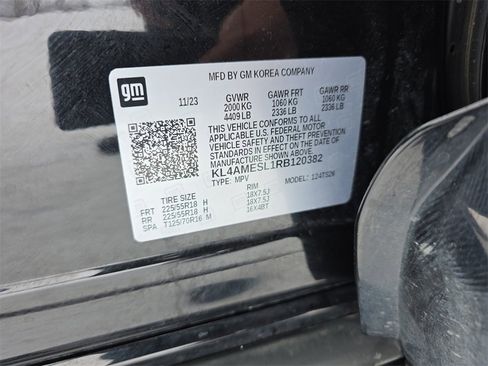 gm
MFD BY GM KOREA COMPANY
11/23 GVWR GAWR FRT GAWR RR
2000 KG 1060 KG 1060 KG
4409 LB 2336 LB 2336 LB
THIS VEHICLE CONFORMS TO ALL
APPLICABLE U.S. FEDERAL MOTOR
VEHICLE SAFETY AND BUMPER
STANDARDS IN EFFECT ON THE DATE OF
MANUFACTURE SHOWN ABOVE.
KL4AMESL1RB120382
TYPE: MPV MODEL: 124TS26
TIRE SIZE RIM
FRT 225/55R18 H 18X7.5J
RR 225/55R18 H 18X7.5J
SPA T125/70R16 M 16X4BT